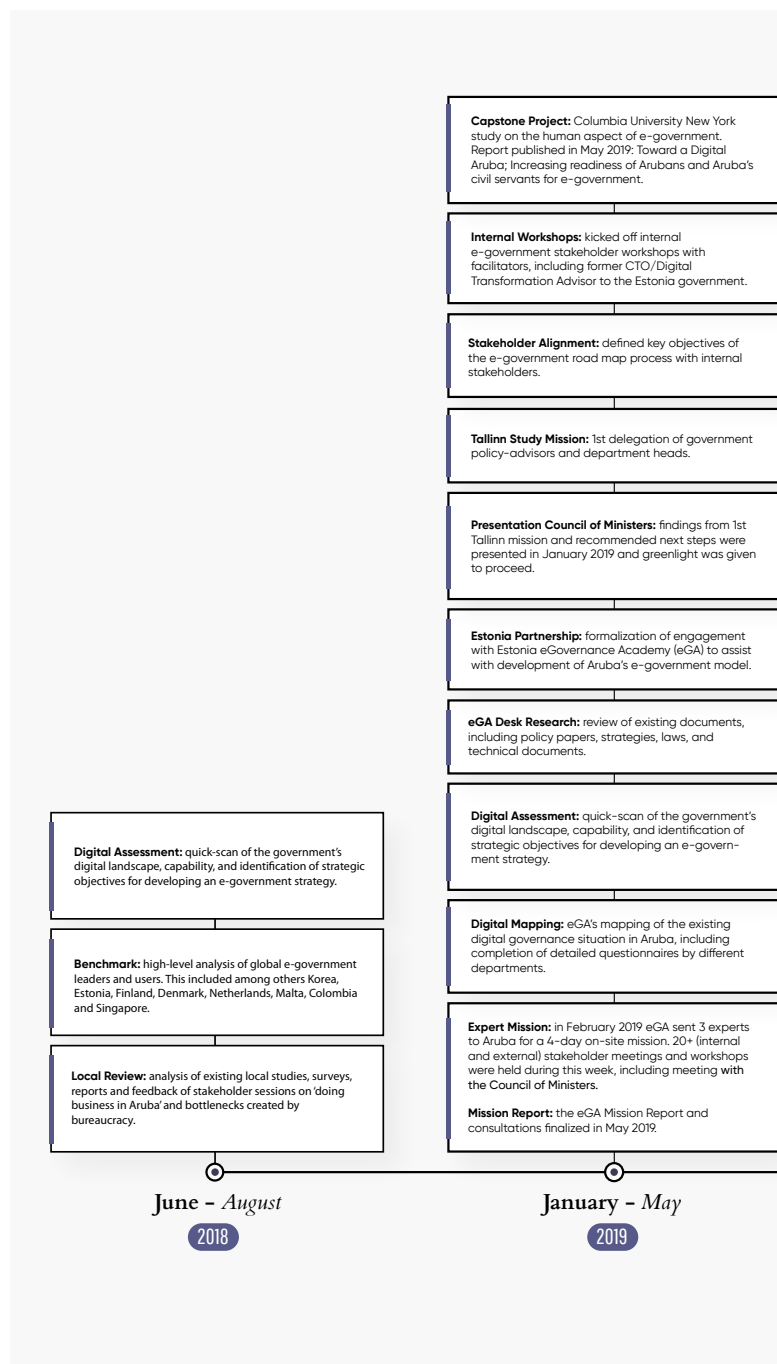 Capstone Project: Columbia University New York
study on the human aspect of e-government.
Report published in May 2019: Toward a Digital
Aruba; Increasing readiness of Arubans and Aruba's
civil servants for e-government.
Internal Workshops: kicked off internal
e-government stakeholder workshops with
facilitators, including former CTO/Digital
Transformation Advisor to the Estonia government.
Stakeholder Alignment: defined key objectives of
the e-government road map process with internal
stakeholders.
Tallinn Study Mission: 1st delegation of government
policy-advisors and department heads.
Presentation Council of Ministers: findings from 1st
Tallinn mission and recommended next steps were
presented in January 2019 and greenlight was given
to proceed.
Estonia Partnership: formalization of engagement
with Estonia eGovernance Academy (eGA) to assist
with development of Aruba's e-government model.
eGA Desk Research: review of existing documents,
including policy papers, strategies, laws, and
technical documents.
Digital Assessment: quick-scan of the government's
digital landscape, capability, and identification of
strategic objectives for developing an e-govern-
ment strategy.
Digital Mapping: eGA's mapping of the existing
digital governance situation in Aruba, including
completion of detailed questionnaires by different
departments.
Expert Mission: in February 2019 eGA sent 3 experts
to Aruba for a 4-day on-site mission. 20+ (internal
and external) stakeholder meetings and workshops
were held during this week, including meeting with
the Council of Ministers.
Mission Report: the eGA Mission Report and
consultations finalized in May 2019.
Digital Assessment: quick-scan of the government's
digital landscape, capability, and identification of strategic
objectives for developing an e-government strategy.
Benchmark: high-level analysis of global e-government
leaders and users. This included among others Korea,
Estonia, Finland, Denmark, Netherlands, Malta, Colombia
and Singapore.
Local Review: analysis of existing local studies, surveys,
reports and feedback of stakeholder sessions on 'doing
business in Aruba' and bottlenecks created by
bureaucracy.
June – August
2018
January – May
2019